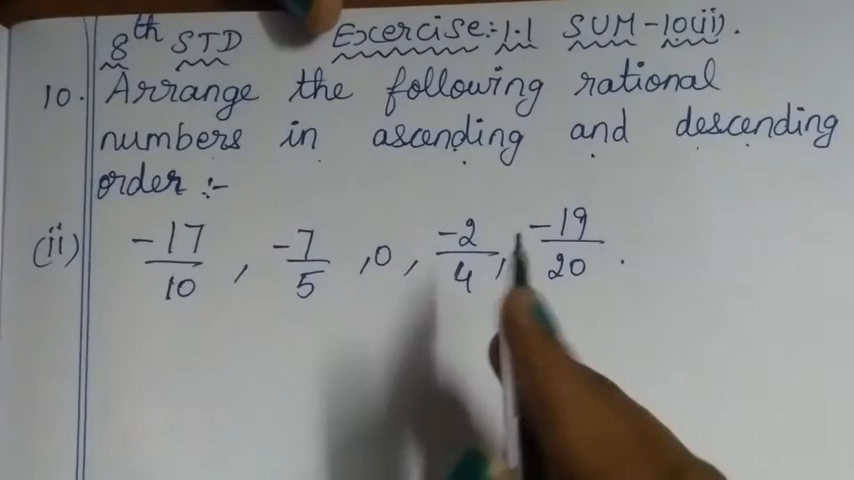 8th STD Exercise:-1.1 SUM-10(ii).
10. Arrange the following rational
numbers in ascending and descending
order :-
(ii) -17/10, -7/5, 0, -2/4, -19/20.